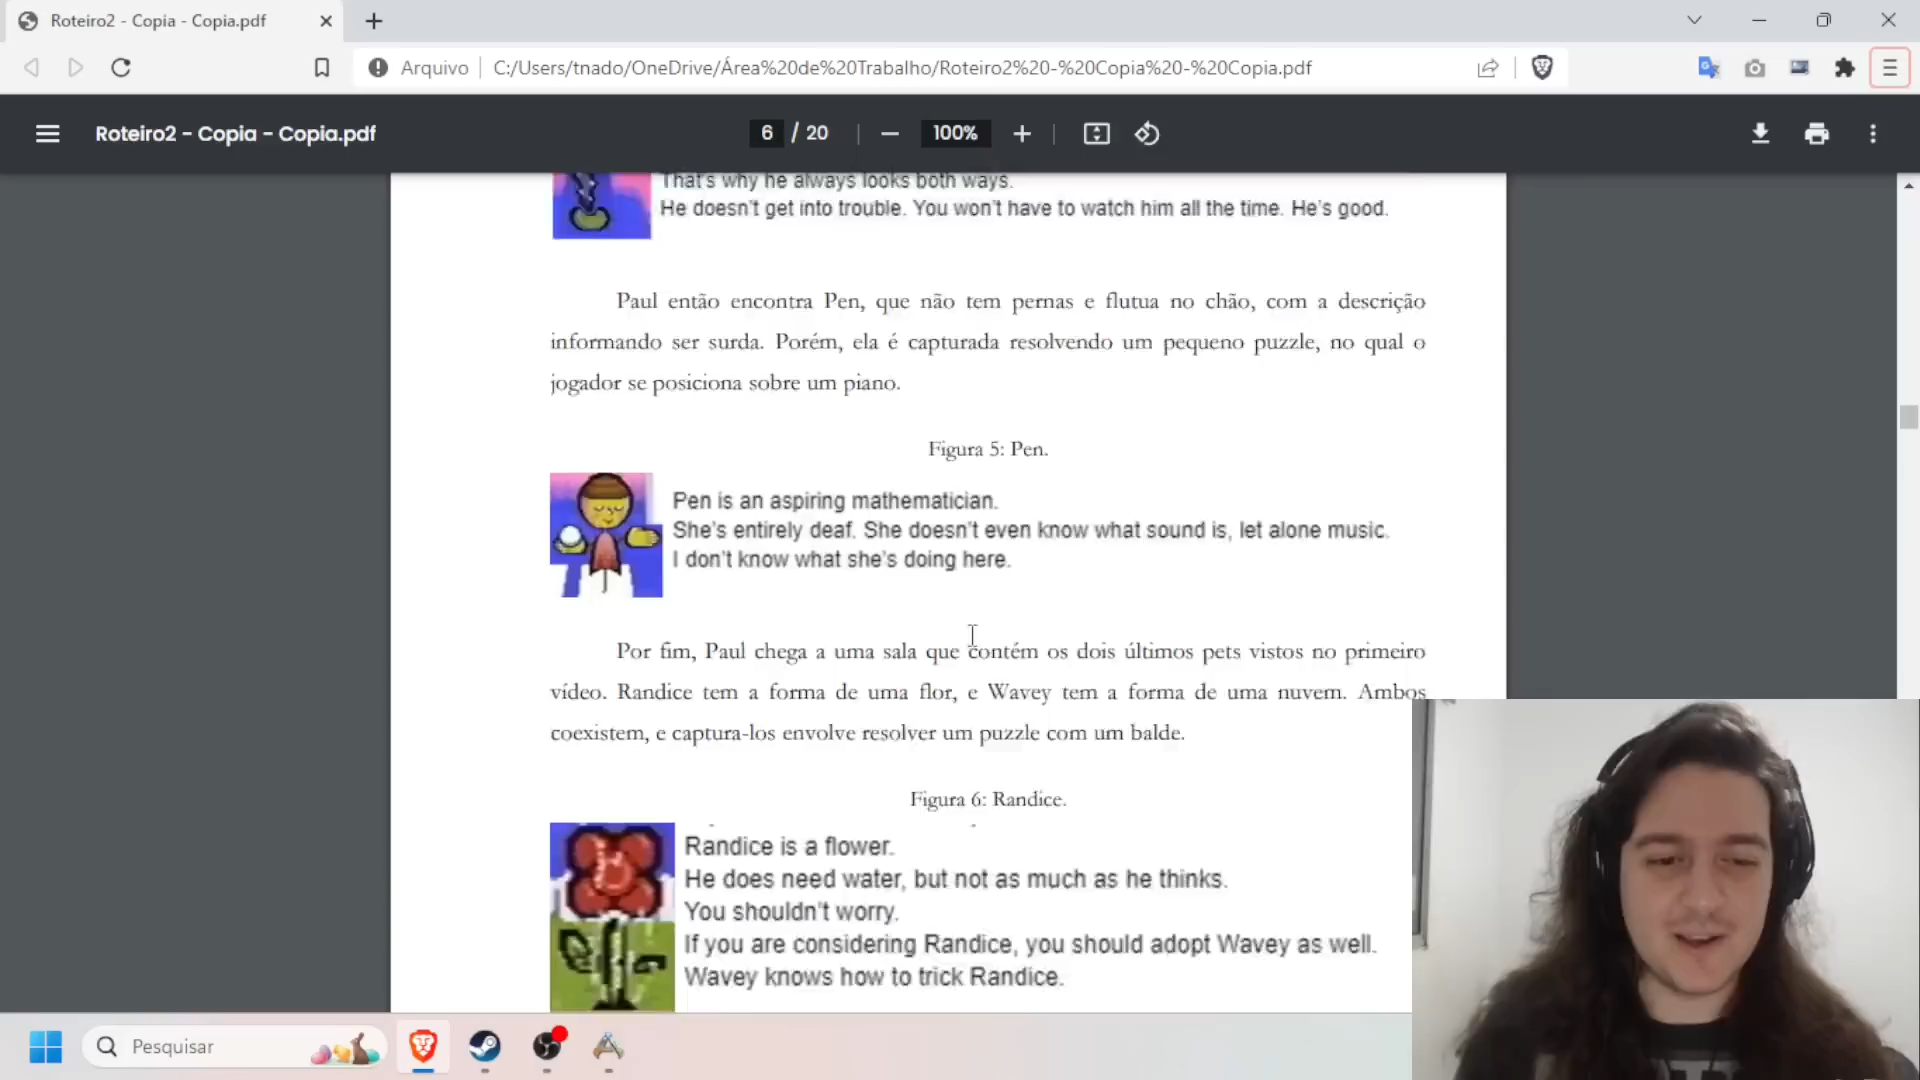 Roteiro2 - Copia - Copia.pdf
Arquivo
C:/Users/tnado/OneDrive/Área%20de%20Trabalho/Roteiro2%20-%20Copia%20-%20Copia.pdf
Roteiro2 - Copia - Copia.pdf
6 / 20
100%
That's why he always looks both ways.
He doesn't get into trouble. You won't have to watch him all the time. He's good.
Paul então encontra Pen, que não tem pernas e flutua no chão, com a descrição
informando ser surda. Porém, ela é capturada resolvendo um pequeno puzzle, no qual o
jogador se posiciona sobre um piano.
Figura 5: Pen.
Pen is an aspiring mathematician.
She's entirely deaf. She doesn't even know what sound is, let alone music.
I don't know what she's doing here.
Por fim, Paul chega a uma sala que contém os dois últimos pets vistos no primeiro
vídeo. Randice tem a forma de uma flor, e Wavey tem a forma de uma nuvem. Ambos
coexistem, e captura-los envolve resolver um puzzle com um balde.
Figura 6: Randice.
Randice is a flower.
He does need water, but not as much as he thinks.
You shouldn't worry.
If you are considering Randice, you should adopt Wavey as well.
Wavey knows how to trick Randice.
Pesquisar